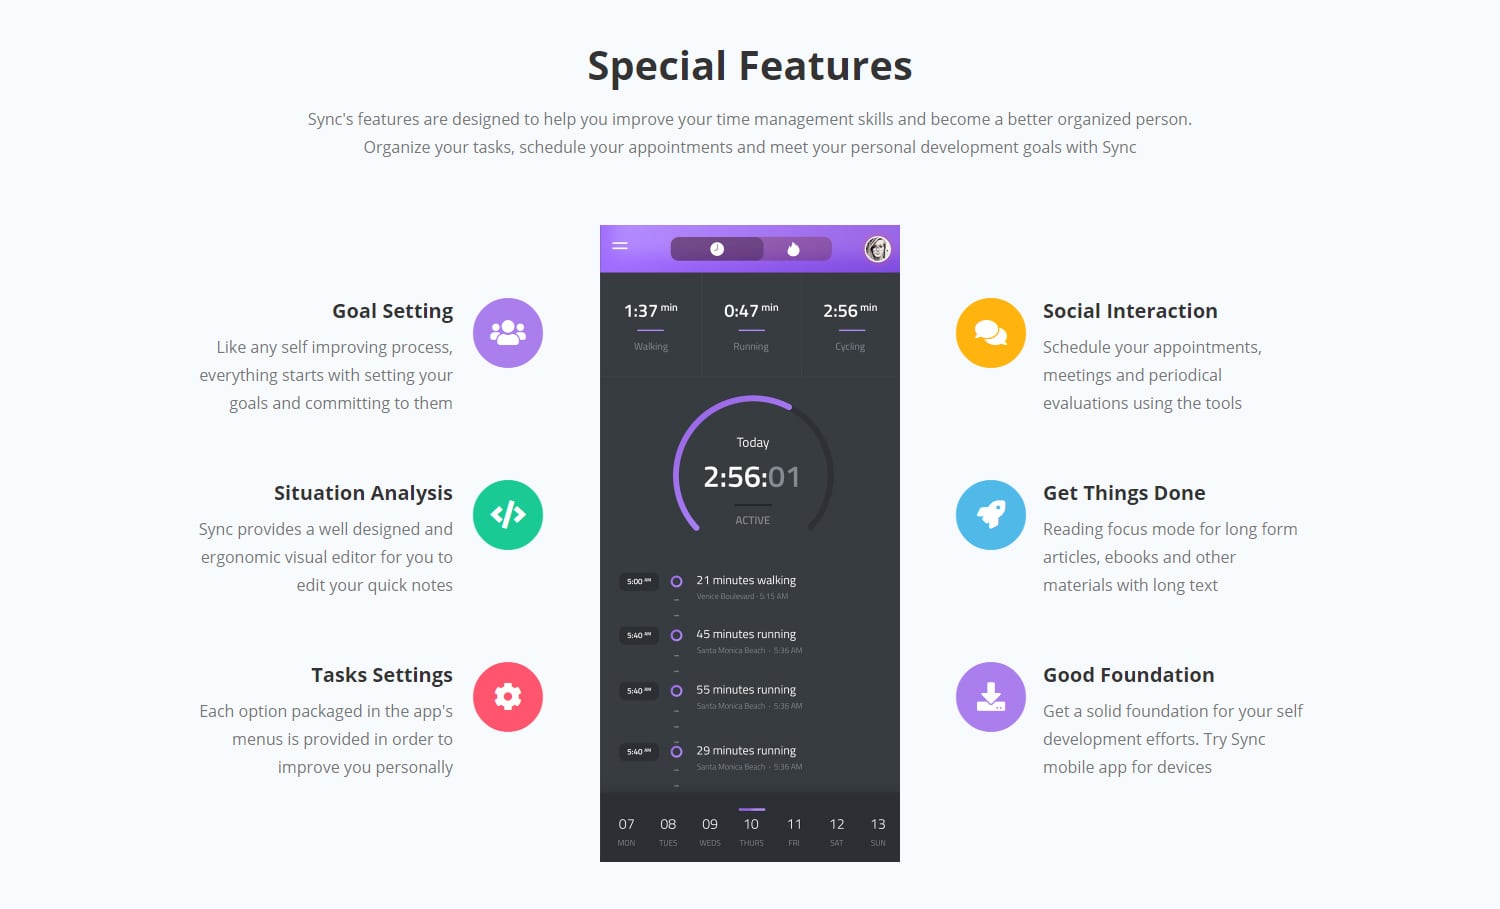 Special Features
Sync's features are designed to help you improve your time management skills and become a better organized person.
Organize your tasks, schedule your appointments and meet your personal development goals with Sync
Goal Setting
Like any self improving process,
everything starts with setting your
goals and committing to them
Situation Analysis
Sync provides a well designed and
ergonomic visual editor for you to
edit your quick notes
Tasks Settings
Each option packaged in the app's
menus is provided in order to
improve you personally
1:37 min 0:47 min 2:56 min
Walking Running Cycling
Today
2:56:01
ACTIVE
5:00 AM 21 minutes walking
Venice Boulevard · 5:15 AM
5:40 AM 45 minutes running
Santa Monica Beach · 5:36 AM
5:40 AM 55 minutes running
Santa Monica Beach · 5:36 AM
5:40 AM 29 minutes running
Santa Monica Beach · 5:36 AM
07 08 09 10 11 12 13
MON TUES WEDS THURS FRI SAT SUN
Social Interaction
Schedule your appointments,
meetings and periodical
evaluations using the tools
Get Things Done
Reading focus mode for long form
articles, ebooks and other
materials with long text
Good Foundation
Get a solid foundation for your self
development efforts. Try Sync
mobile app for devices